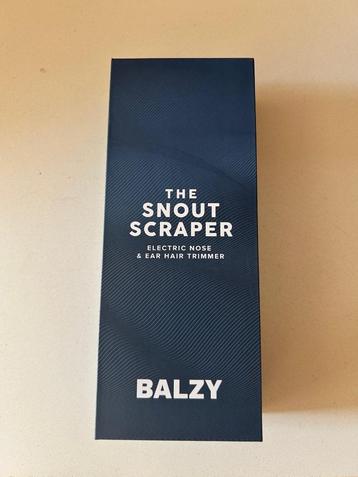 THE
SNOUT
SCRAPER
ELECTRIC NOSE
& EAR HAIR TRIMMER
BALZY